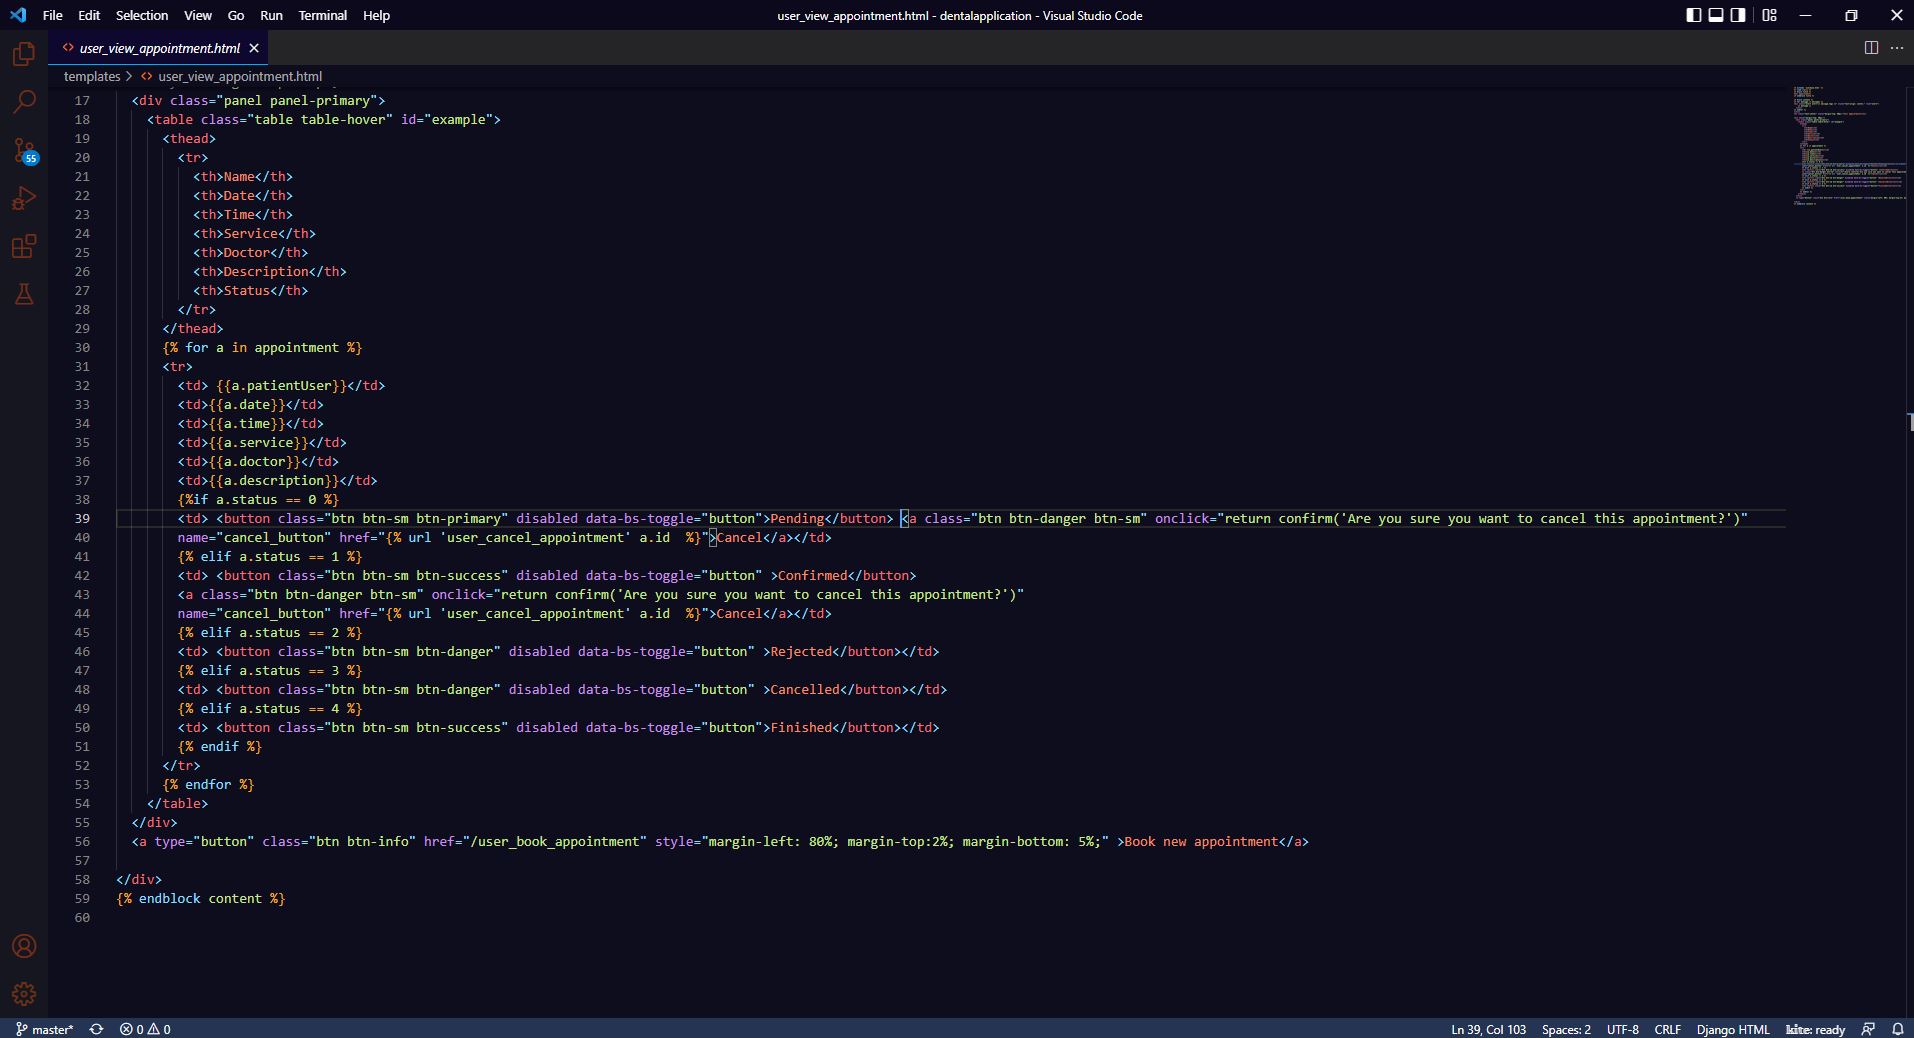 File Edit Selection View Go Run Terminal Help user_view_appointment.html - dentalapplication - Visual Studio Code
<> user_view_appointment.html
templates > <> user_view_appointment.html
17 <div class="panel panel-primary">
18 <table class="table table-hover" id="example">
19 <thead>
20 <tr>
21 <th>Name</th>
22 <th>Date</th>
23 <th>Time</th>
24 <th>Service</th>
25 <th>Doctor</th>
26 <th>Description</th>
27 <th>Status</th>
28 </tr>
29 </thead>
30 {% for a in appointment %}
31 <tr>
32 <td> {{a.patientUser}}</td>
33 <td>{{a.date}}</td>
34 <td>{{a.time}}</td>
35 <td>{{a.service}}</td>
36 <td>{{a.doctor}}</td>
37 <td>{{a.description}}</td>
38 {%if a.status == 0 %}
39 <td> <button class="btn btn-sm btn-primary" disabled data-bs-toggle="button">Pending</button> <a class="btn btn-danger btn-sm" onclick="return confirm('Are you sure you want to cancel this appointment?')"
40 name="cancel_button" href="{% url 'user_cancel_appointment' a.id  %}">Cancel</a></td>
41 {% elif a.status == 1 %}
42 <td> <button class="btn btn-sm btn-success" disabled data-bs-toggle="button" >Confirmed</button>
43 <a class="btn btn-danger btn-sm" onclick="return confirm('Are you sure you want to cancel this appointment?')"
44 name="cancel_button" href="{% url 'user_cancel_appointment' a.id  %}">Cancel</a></td>
45 {% elif a.status == 2 %}
46 <td> <button class="btn btn-sm btn-danger" disabled data-bs-toggle="button" >Rejected</button></td>
47 {% elif a.status == 3 %}
48 <td> <button class="btn btn-sm btn-danger" disabled data-bs-toggle="button" >Cancelled</button></td>
49 {% elif a.status == 4 %}
50 <td> <button class="btn btn-sm btn-success" disabled data-bs-toggle="button">Finished</button></td>
51 {% endif %}
52 </tr>
53 {% endfor %}
54 </table>
55 </div>
56 <a type="button" class="btn btn-info" href="/user_book_appointment" style="margin-left: 80%; margin-top:2%; margin-bottom: 5%;" >Book new appointment</a>
57
58 </div>
59 {% endblock content %}
60
55
master* 0 0 Ln 39, Col 103 Spaces: 2 UTF-8 CRLF Django HTML kite: ready